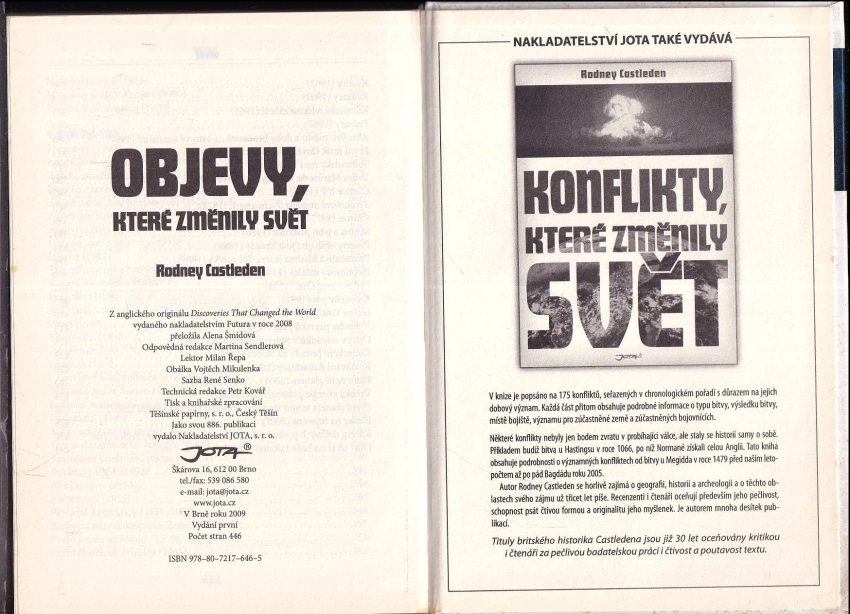 OBJEVY,
KTERÉ ZMĚNILY SVĚT
Rodney Castleden
Z anglického originálu Discoveries That Changed the World
vydaného nakladatelstvím Futura v roce 2008
přeložila Alena Šmídová
Odpovědná redakce Martina Sendlerová
Lektor Milan Řepa
Obálka Vojtěch Mikulenka
Sazba René Senko
Technická redakce Petr Kovář
Tisk a knihařské zpracování
Těšínské papírny, s. r. o., Český Těšín
Jako svou 886. publikaci
vydalo Nakladatelství JOTA, s. r. o.
JOTA®
Škárova 16, 612 00 Brno
tel./fax: 539 086 580
e-mail: jota@jota.cz
www.jota.cz
V Brně roku 2009
Vydání první
Počet stran 446
ISBN 978–80–7217–646–5
NAKLADATELSTVÍ JOTA TAKÉ VYDÁVÁ
Rodney Castleden
KONFLIKTY,
KTERÉ ZMĚNILY
SVĚT
JOTA®
V knize je popsáno na 175 konfliktů, seřazených v chronologickém pořadí s důrazem na jejich
dobový význam. Každá část přitom obsahuje podrobné informace o typu bitvy, výsledku bitvy,
místě bojiště, významu pro zúčastněné země a zúčastněných bojovnících.
Některé konflikty nebyly jen bodem zvratu v probíhající válce, ale staly se historií samy o sobě.
Příkladem budiž bitva u Hastingsu v roce 1066, po níž Normané získali celou Anglii. Tato kniha
obsahuje podrobnosti o významných konfliktech od bitvy u Megidda v roce 1479 před naším leto-
počtem až po pád Bagdádu roku 2005.
Autor Rodney Castleden se horlivě zajímá o geografii, historii a archeologii a o těchto ob-
lastech svého zájmu už třicet let píše. Recenzenti i čtenáři oceňují především jeho pečlivost,
schopnost psát čtivou formou a originalitu jeho myšlenek. Je autorem mnoha desítek pub-
likací.
Tituly britského historika Castledena jsou již 30 let oceňovány kritikou
i čtenáři za pečlivou badatelskou práci i čtivost a poutavost textu.